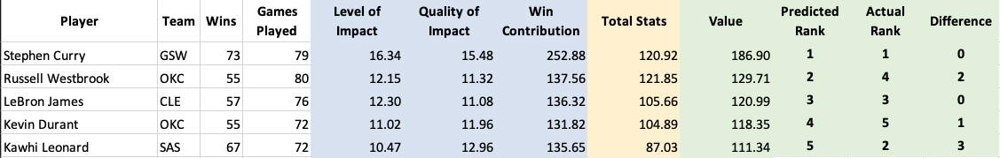 Player Team Wins Games Played Level of Impact Quality of Impact Win Contribution Total Stats Value Predicted Rank Actual Rank Difference
Stephen Curry GSW 73 79 16.34 15.48 252.88 120.92 186.90 1 1 0
Russell Westbrook OKC 55 80 12.15 11.32 137.56 121.85 129.71 2 4 2
LeBron James CLE 57 76 12.30 11.08 136.32 105.66 120.99 3 3 0
Kevin Durant OKC 55 72 11.02 11.96 131.82 104.89 118.35 4 5 1
Kawhi Leonard SAS 67 72 10.47 12.96 135.65 87.03 111.34 5 2 3